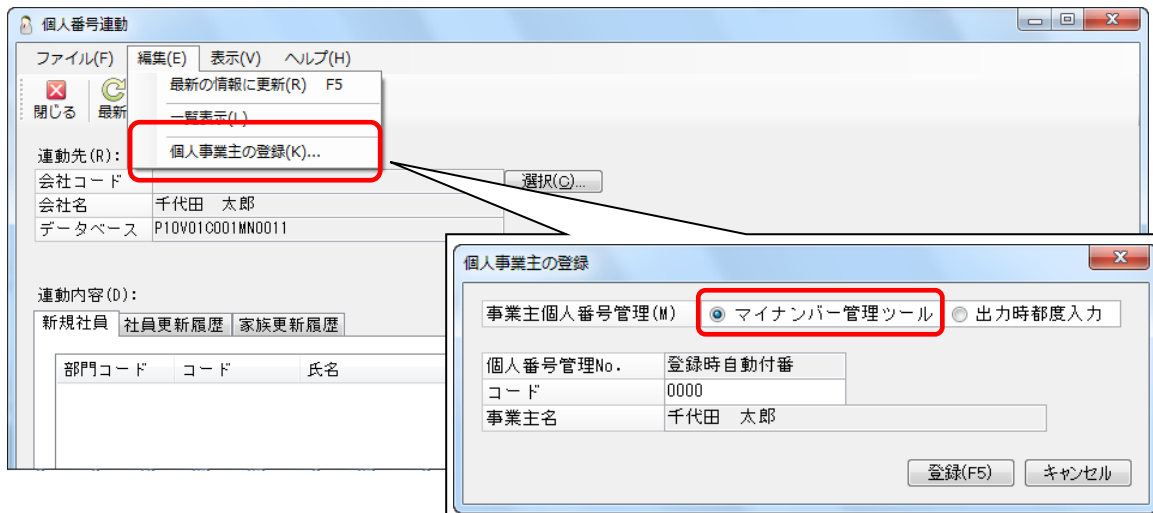 個人番号連動
ファイル(F) 編集(E) 表示(V) ヘルプ(H)
閉じる 最新
最新の情報に更新(R) F5
一覧表示(L)
個人事業主の登録(K)...
連動先(R):
会社コード 選択(C)...
会社名 千代田 太郎
データベース P10V01C001MN0011
連動内容(D):
新規社員 社員更新履歴 家族更新履歴
部門コード コード 氏名
個人事業主の登録
事業主個人番号管理(M) マイナンバー管理ツール 出力時都度入力
個人番号管理No. 登録時自動付番
コード 0000
事業主名 千代田 太郎
登録(F5) キャンセル